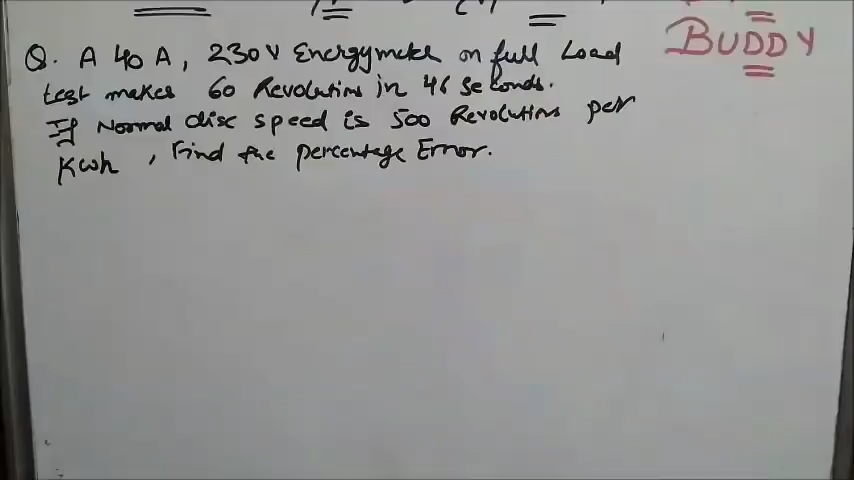 BUDDY
Q. A 40 A, 230 V Energymeter on full Load
test makes 60 Revolutions in 46 seconds.
If Normal disc speed is 500 Revolutions per
Kwh, Find the percentage Error.